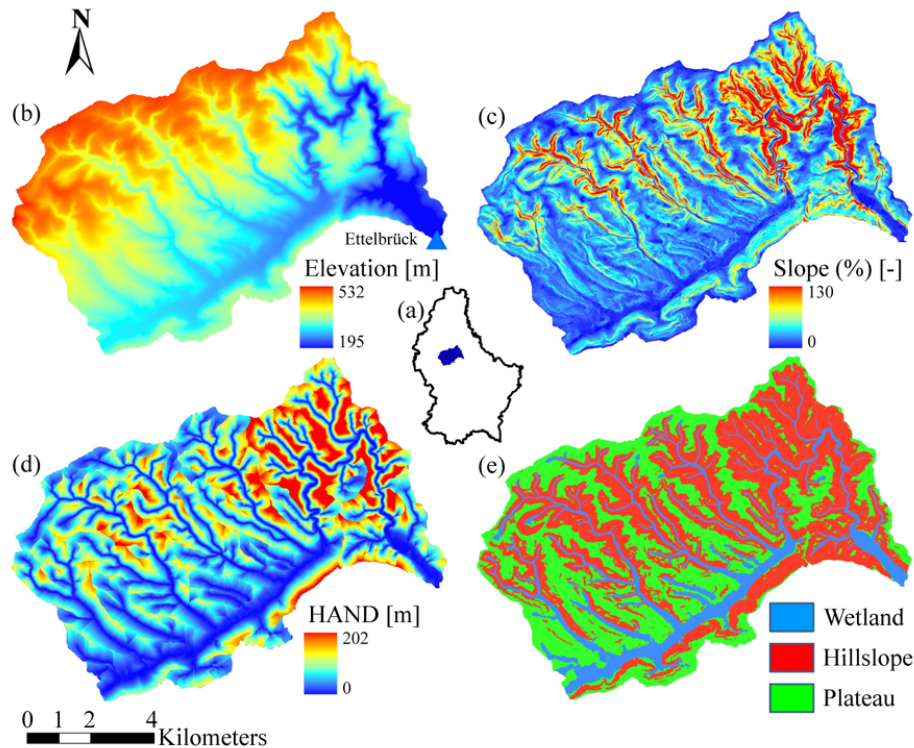 N
(b)
(c)
Ettelbrück
Elevation [m]
532
195
Slope (%) [-]
130
0
(a)
(d)
(e)
HAND [m]
202
0
Wetland
Hillslope
Plateau
0 1 2 4
Kilometers